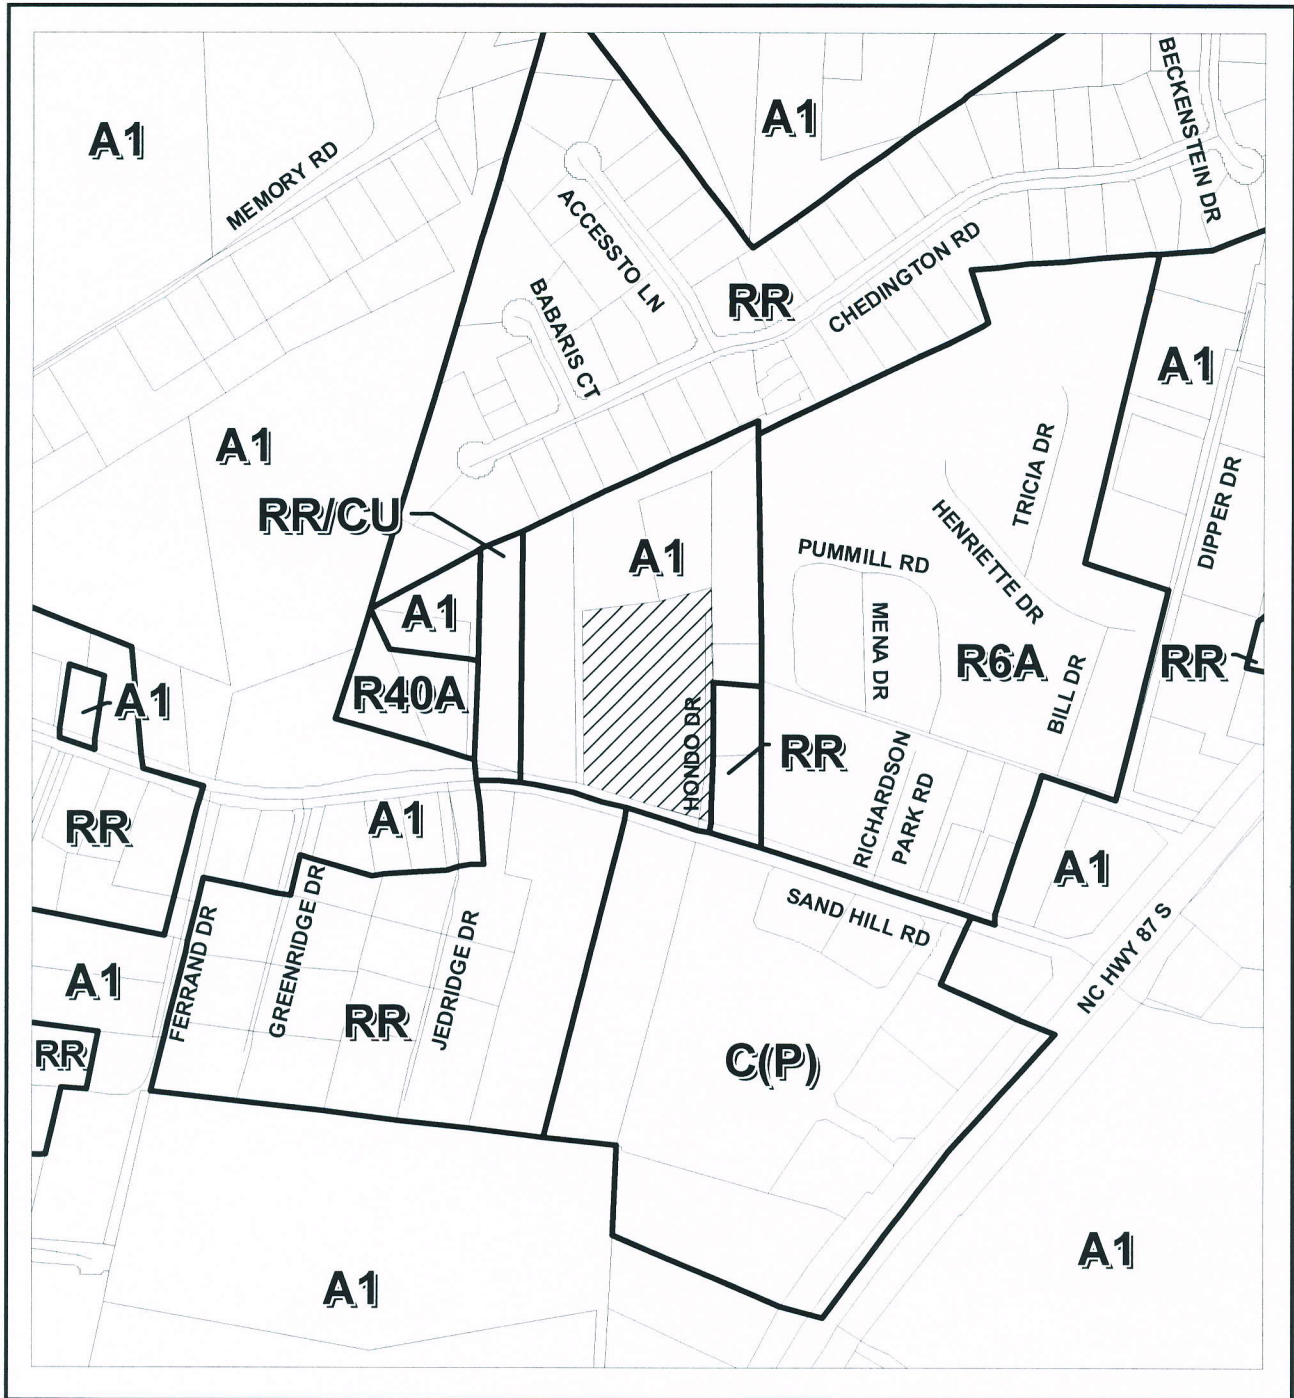 BECKENSTEIN DR
A1
A1
MEMORY RD
ACCESSTO LN
RR
CHEDINGTON RD
BABARIS CT
A1
A1
TRICIA DR
DIPPER DR
RR/CU
HENRIETTE DR
A1
PUMMILL RD
A1
MENA DR
R6A
RR
R40A
A1
BILL DR
HONDO DR
RR
RICHARDSON
PARK RD
A1
RR
A1
SAND HILL RD
NC HWY 87 S
FERRAND DR
GREENRIDGE DR
JEDRIDGE DR
A1
RR
RR
C(P)
A1
A1